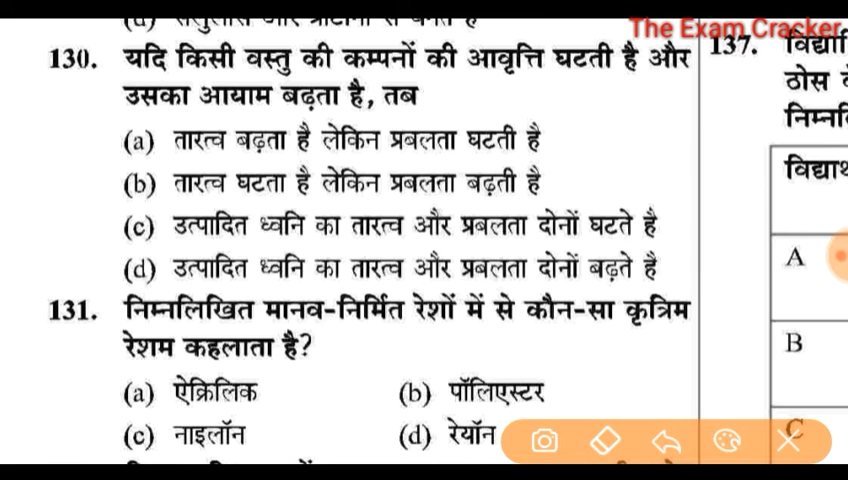 The Exam Cracker
130. यदि किसी वस्तु की कम्पनों की आवृत्ति घटती है और
उसका आयाम बढ़ता है, तब
(a) तारत्व बढ़ता है लेकिन प्रबलता घटती है
(b) तारत्व घटता है लेकिन प्रबलता बढ़ती है
(c) उत्पादित ध्वनि का तारत्व और प्रबलता दोनों घटते है
(d) उत्पादित ध्वनि का तारत्व और प्रबलता दोनों बढ़ते है
131. निम्नलिखित मानव-निर्मित रेशों में से कौन-सा कृत्रिम
रेशम कहलाता है?
(a) ऐक्रिलिक (b) पॉलिएस्टर
(c) नाइलॉन (d) रेयॉन
137.
ठोस
A
B
C